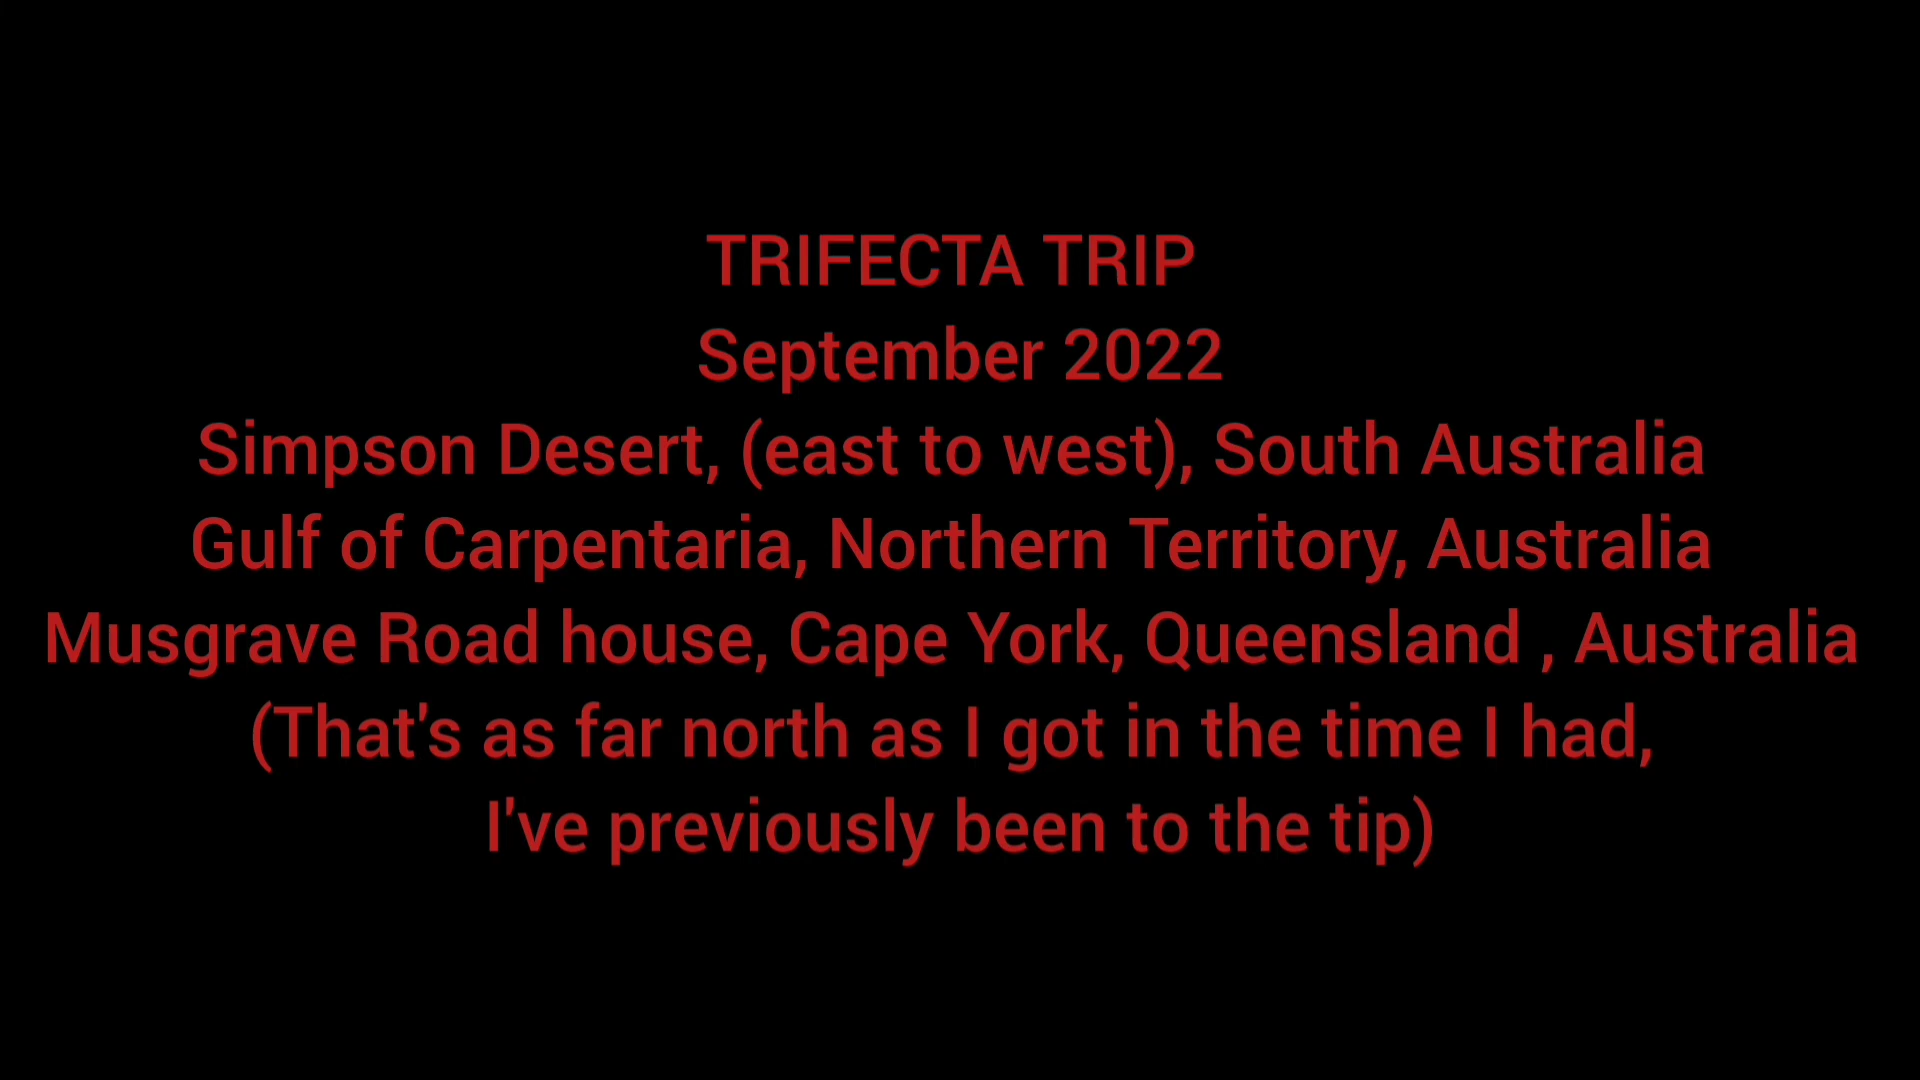 TRIFECTA TRIP
September 2022
Simpson Desert, (east to west), South Australia
Gulf of Carpentaria, Northern Territory, Australia
Musgrave Road house, Cape York, Queensland , Australia
(That's as far north as I got in the time I had,
I've previously been to the tip)